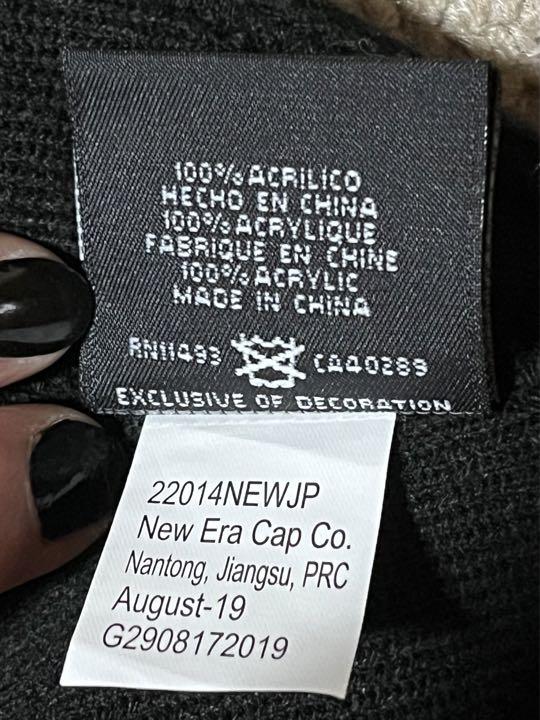 100% ACRILICO
HECHO EN CHINA
100% ACRYLIQUE
FABRIQUE EN CHINE
100% ACRYLIC
MADE IN CHINA
RN11493 CA40289
EXCLUSIVE OF DECORATION
22014NEWJP
New Era Cap Co.
Nantong, Jiangsu, PRC
August-19
G2908172019